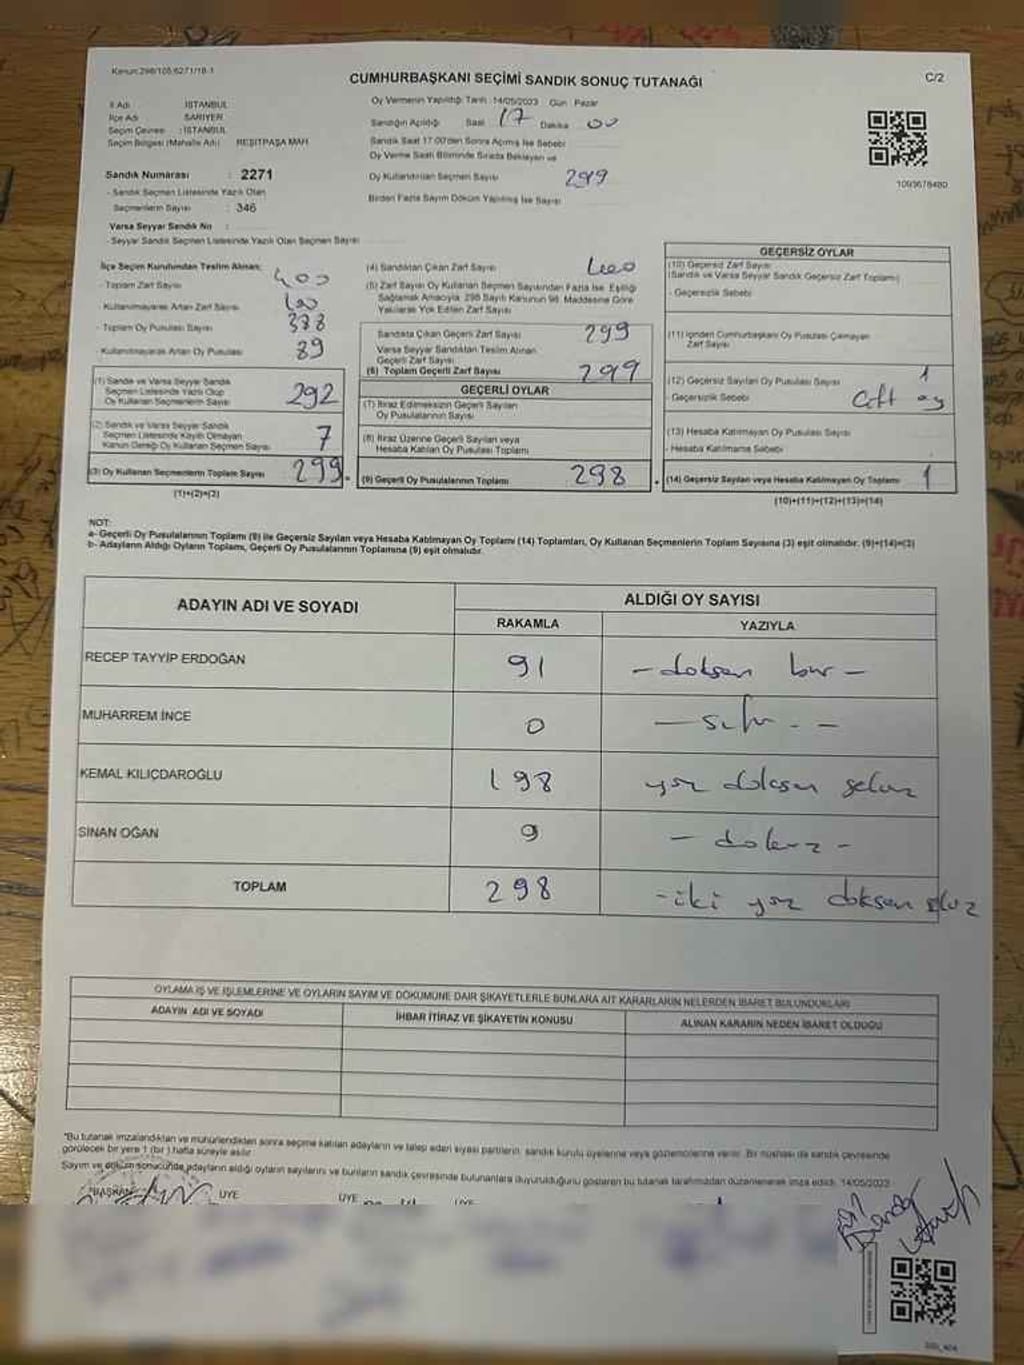 Kanun:298/105,6271/18-1
CUMHURBAŞKANI SEÇİMİ SANDIK SONUÇ TUTANAĞI
C/2
İl Adı : İSTANBUL
İlçe Adı : SARIYER
Seçim Çevresi : İSTANBUL
Seçim Bölgesi (Mahalle Adı) : REŞİTPAŞA MAH.
Oy Vermenin Yapıldığı Tarih : 14/05/2023 Gün : Pazar
Sandığın Açıldığı Saat 17 Dakika 00
Sandık Saat 17:00'den Sonra Açılmış İse Sebebi
Oy Verme Saati Bitiminde Sırada Bekleyen ve
Oy Kullandırılan Seçmen Sayısı 299
Birden Fazla Sayım Döküm Yapılmış İse Sayısı
1093678480
Sandık Numarası : 2271
- Sandık Seçmen Listesinde Yazılı Olan
Seçmenlerin Sayısı : 346
Varsa Seyyar Sandık No :
- Seyyar Sandık Seçmen Listesinde Yazılı Olan Seçmen Sayısı
İlçe Seçim Kurulundan Teslim Alınan;
- Toplam Zarf Sayısı 400
- Kullanılmayarak Artan Zarf Sayısı
- Toplam Oy Pusulası Sayısı 388
- Kullanılmayarak Artan Oy Pusulası 89
(1) Sandık ve Varsa Seyyar Sandık
Seçmen Listesinde Yazılı Olup
Oy Kullanan Seçmenlerin Sayısı 292
(2) Sandık ve Varsa Seyyar Sandık
Seçmen Listesinde Kayıtlı Olmayan
Kanun Gereği Oy Kullanan Seçmen Sayısı 7
(3) Oy Kullanan Seçmenlerin Toplam Sayısı 299
(1)+(2)=(3)
(4) Sandıktan Çıkan Zarf Sayısı
(5) Zarf Sayısı Oy Kullanan Seçmen Sayısından Fazla İse, Eşitliği
Sağlamak Amacıyla, 298 Sayılı Kanunun 98. Maddesine Göre
Yakılarak Yok Edilen Zarf Sayısı
Sandıkta Çıkan Geçerli Zarf Sayısı 299
Varsa Seyyar Sandıktan Teslim Alınan
Geçerli Zarf Sayısı
(6) Toplam Geçerli Zarf Sayısı 299
GEÇERLİ OYLAR
(7) İtiraz Edilmeksizin Geçerli Sayılan
Oy Pusulalarının Sayısı
(8) İtiraz Üzerine Geçerli Sayılan veya
Hesaba Katılan Oy Pusulaları Toplamı
(9) Geçerli Oy Pusulalarının Toplamı 298
GEÇERSİZ OYLAR
(10) Geçersiz Zarf Sayısı
(Sandık ve Varsa Seyyar Sandık Geçersiz Zarf Toplamı)
- Geçersizlik Sebebi
(11) İçinden Cumhurbaşkanı Oy Pusulası Çıkmayan
Zarf Sayısı
(12) Geçersiz Sayılan Oy Pusulası Sayısı 1
- Geçersizlik Sebebi Çift oy
(13) Hesaba Katılmayan Oy Pusulası Sayısı
- Hesaba Katılmama Sebebi
(14) Geçersiz Sayılan veya Hesaba Katılmayan Oy Toplamı 1
(10)+(11)+(12)+(13)=(14)
NOT:
a- Geçerli Oy Pusulalarının Toplamı (9) ile Geçersiz Sayılan veya Hesaba Katılmayan Oy Toplamı (14) Toplamları, Oy Kullanan Seçmenlerin Toplam Sayısına (3) eşit olmalıdır. (9)+(14)=(3)
b- Adayların Aldığı Oyların Toplamı, Geçerli Oy Pusulalarının Toplamına (9) eşit olmalıdır.
ADAYIN ADI VE SOYADI
ALDIĞI OY SAYISI
RAKAMLA YAZIYLA
RECEP TAYYİP ERDOĞAN 91 - doksan bir -
MUHARREM İNCE 0 - sıfır - -
KEMAL KILIÇDAROĞLU 198 yüz doksan sekiz
SİNAN OĞAN 9 - dokuz -
TOPLAM 298 - iki yüz doksan sekiz
OYLAMA İŞ VE İŞLEMLERİNE VE OYLARIN SAYIM VE DÖKÜMÜNE DAİR ŞİKAYETLERLE BUNLARA AİT KARARLARIN NELERDEN İBARET BULUNDUKLARI
ADAYIN ADI VE SOYADI İHBAR İTİRAZ VE ŞİKAYETİN KONUSU ALINAN KARARIN NEDEN İBARET OLDUĞU
"Bu tutanak imzalandıktan ve mühürlendikten sonra seçime katılan adayların ve talep eden siyasi partilerin, sandık kurulu üyelerine veya gözlemcilerine verilir. Bir nüshası da sandık çevresinde
görülecek bir yere 1 (bir) hafta süreyle asılır.
Sayım ve döküm sonucunda adayların aldığı oyların sayılarını ve bunların sandık çevresinde bulunanlara duyurulduğunu gösteren bu tutanak tarafımızdan düzenlenerek imza edildi. 14/05/2023
BAŞKAN ÜYE ÜYE ÜYE